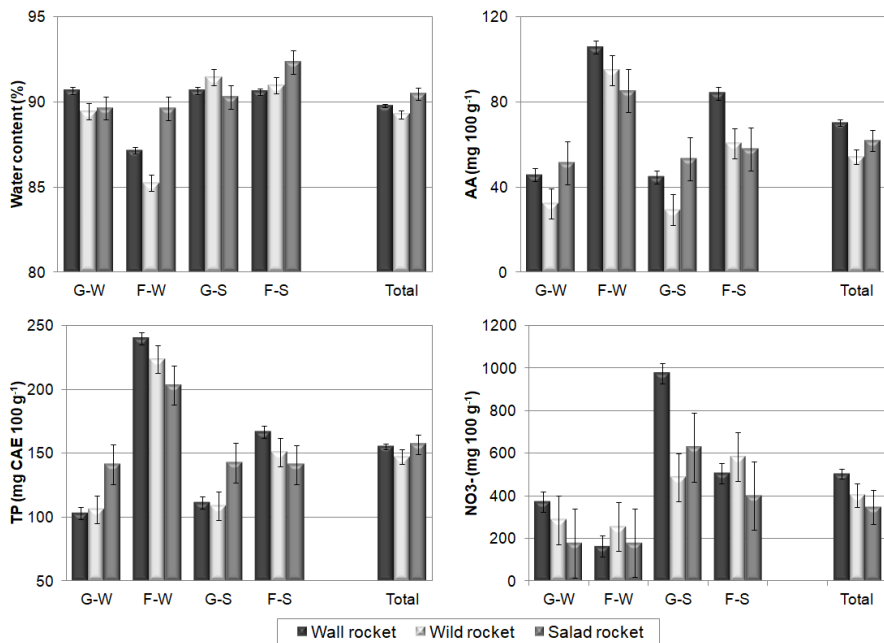 Water content (%)
95
90
85
80
G-W F-W G-S F-S Total
AA (mg 100 g-1)
120
80
40
0
G-W F-W G-S F-S Total
TP (mg CAE 100 g-1)
250
200
150
100
50
G-W F-W G-S F-S Total
NO3- (mg 100 g-1)
1200
1000
800
600
400
200
0
G-W F-W G-S F-S Total
Wall rocket Wild rocket Salad rocket